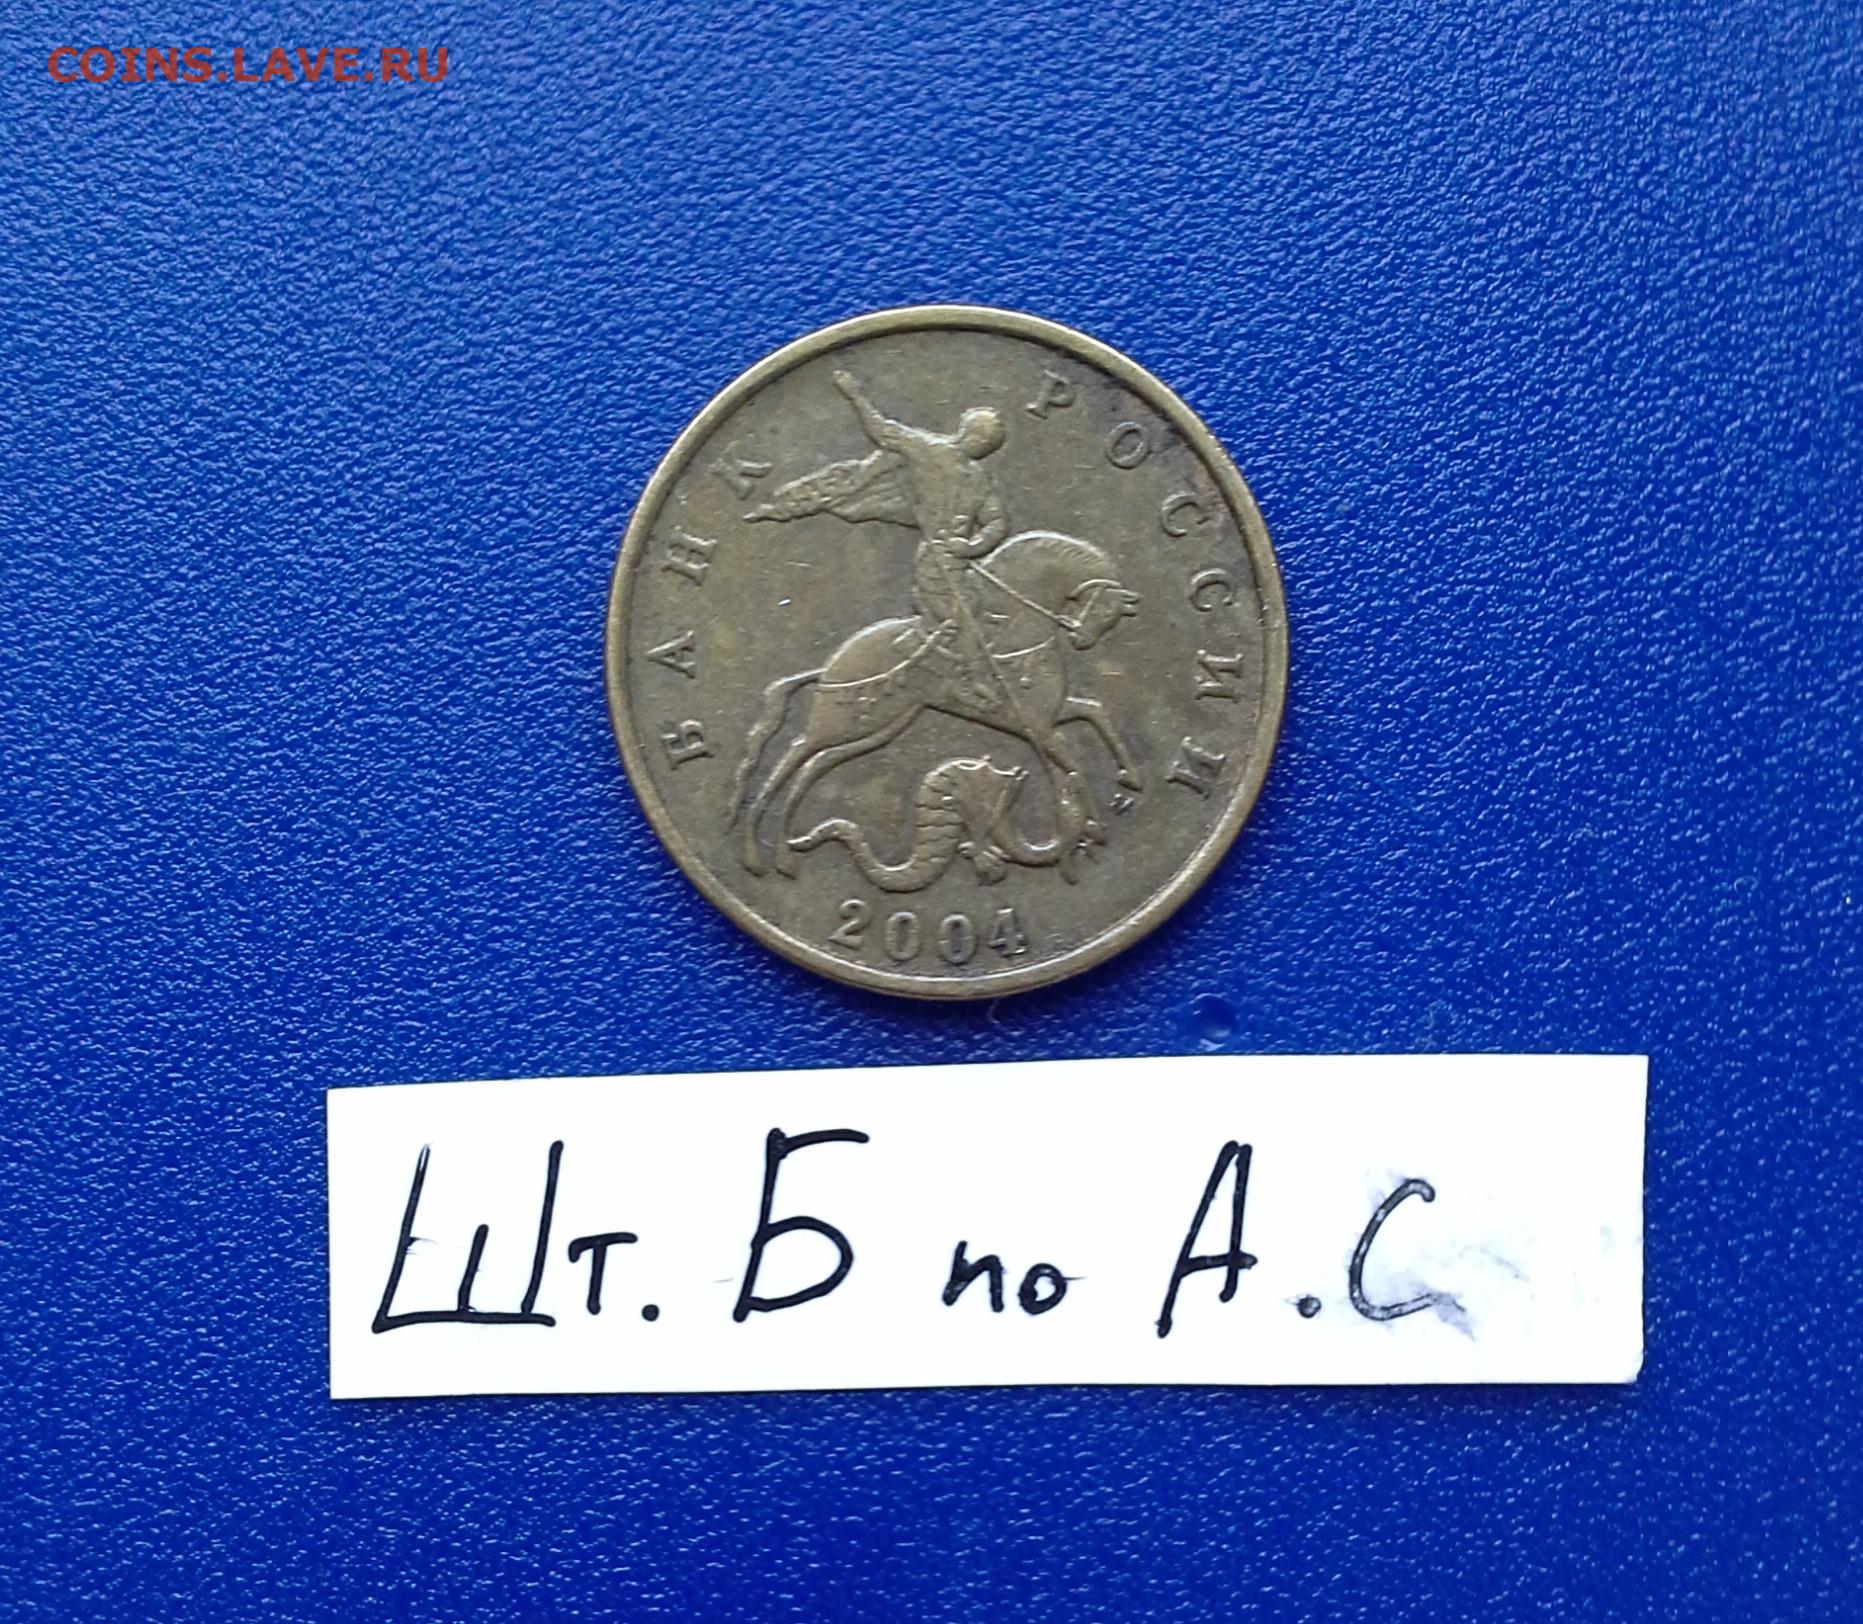 COINS.LAVE.RU
БАНК РОССИИ
2004
Шт. Б по А.С